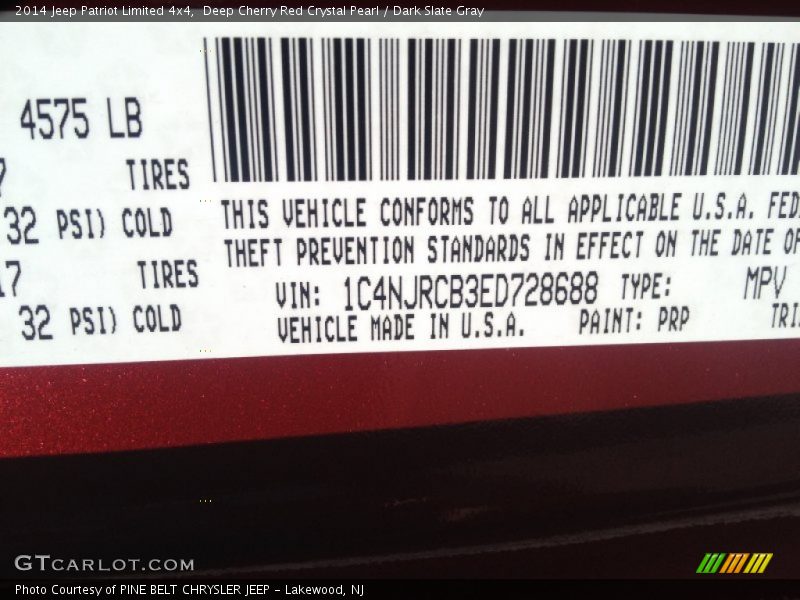 2014 Jeep Patriot Limited 4x4, Deep Cherry Red Crystal Pearl / Dark Slate Gray
4575 LB
TIRES
32 PSI) COLD
17 TIRES
32 PSI) COLD
THIS VEHICLE CONFORMS TO ALL APPLICABLE U.S.A. FED
THEFT PREVENTION STANDARDS IN EFFECT ON THE DATE OF
VIN: 1C4NJRCB3ED728688 TYPE: MPV
VEHICLE MADE IN U.S.A. PAINT: PRP TRI
GTCARLOT.COM
Photo Courtesy of PINE BELT CHRYSLER JEEP - Lakewood, NJ